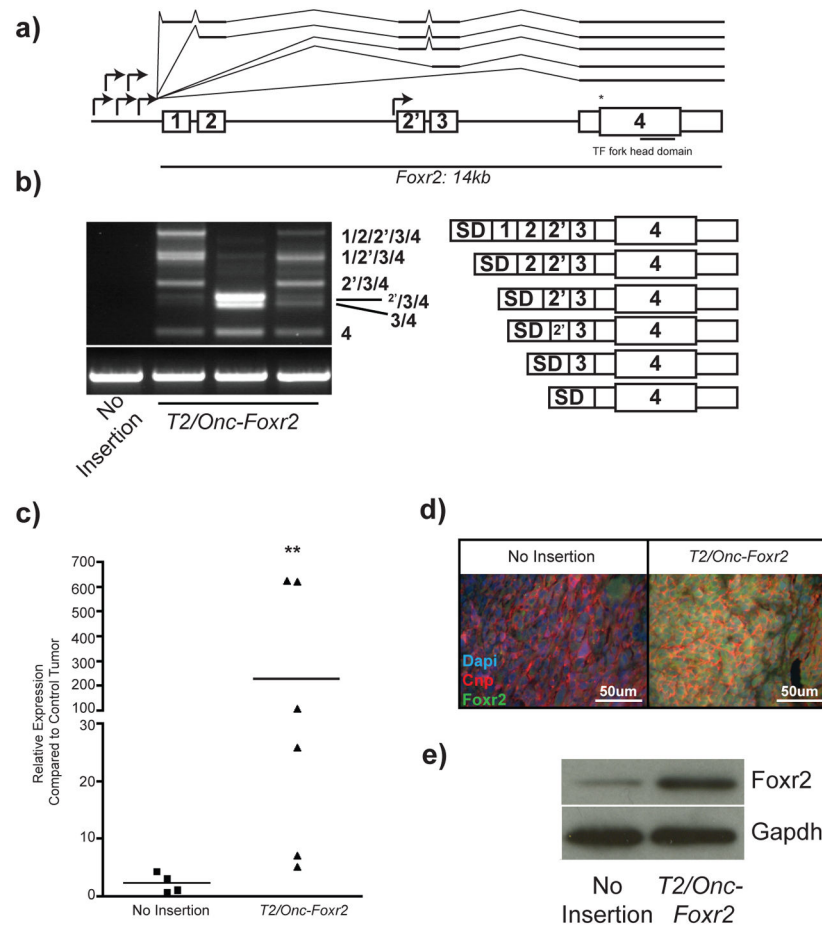 a)
*
1 2 2' 3 4
TF fork head domain
Foxr2: 14kb
b)
1/2/2'/3/4
1/2'/3/4
2'/3/4
2'/3/4
3/4
4
No
Insertion
T2/Onc-Foxr2
SD 1 2 2' 3 4
SD 2 2' 3 4
SD 2' 3 4
SD 2' 3 4
SD 3 4
SD 4
c)
**
700
600
500
400
300
200
100
30
20
10
0
Relative Expression
Compared to Control Tumor
No Insertion
T2/Onc-Foxr2
d)
No Insertion
T2/Onc-Foxr2
Dapi
Cnp
Foxr2
50um
50um
e)
Foxr2
Gapdh
No
Insertion
T2/Onc-
Foxr2